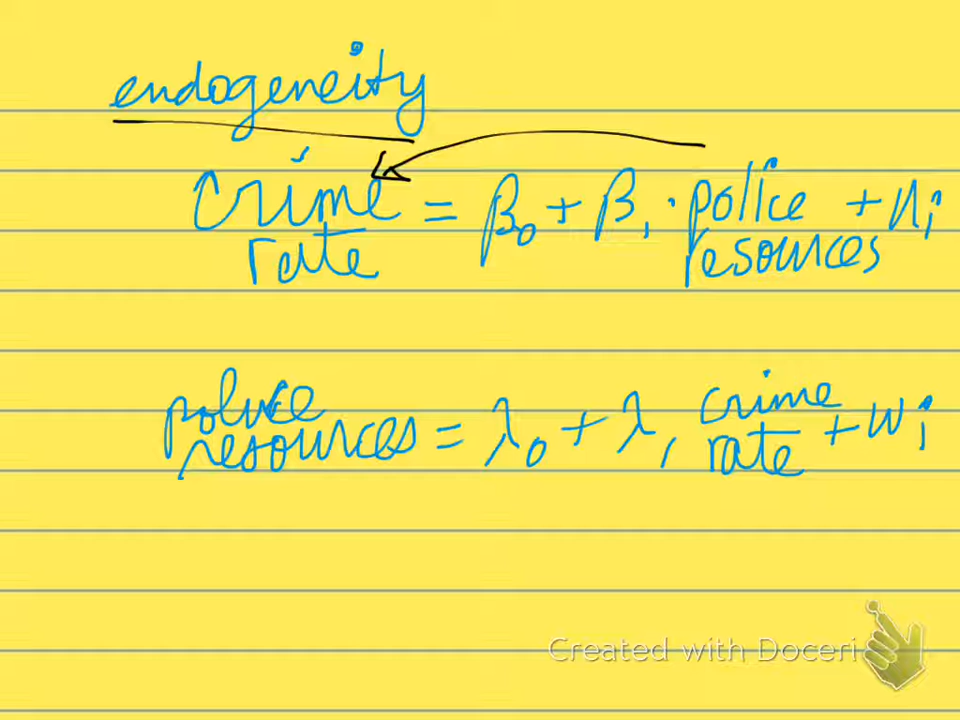 endogeneity
crime = β₀ + β₁ · police + uᵢ
rate resources
police crime
resources = λ₀ + λ₁ rate + wᵢ
Created with Doceri